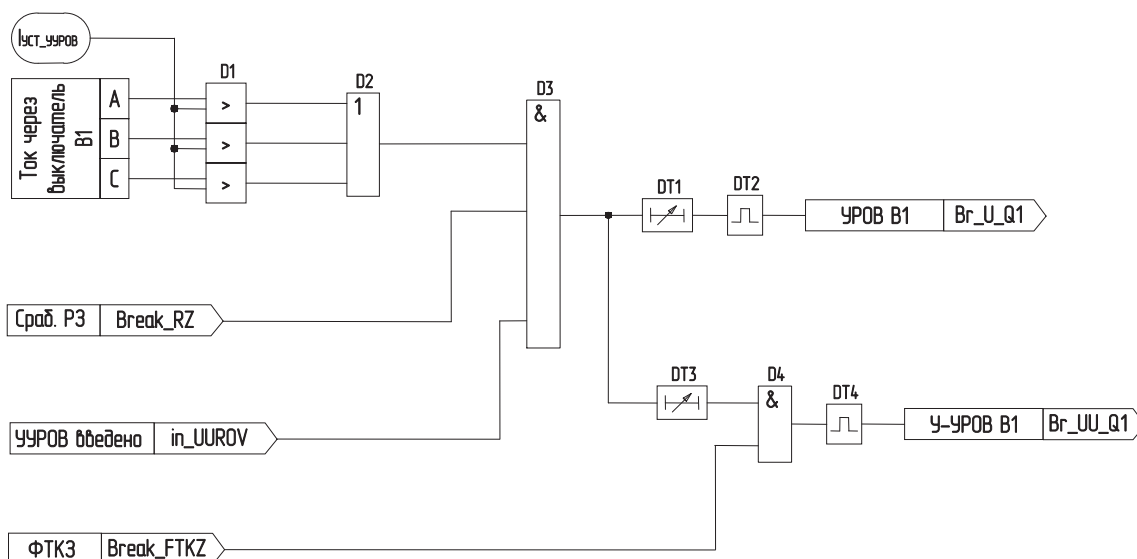 IУСТ_УУРОВ
Ток через
выключатель
В1
A
B
C
D1
>
>
>
D2
1
D3
&
DT1
DT2
УРОВ В1
Br_U_Q1
Сраб. РЗ
Break_RZ
DT3
D4
&
DT4
УУРОВ введено
in_UUROV
У-УРОВ В1
Br_UU_Q1
ФТКЗ
Break_FTKZ